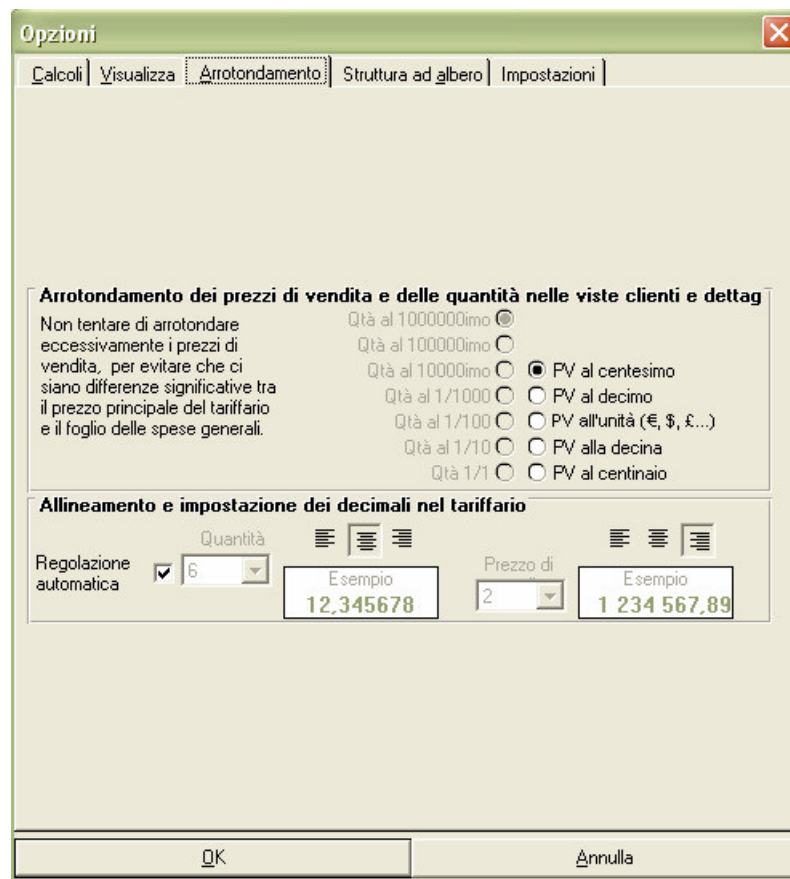 Opzioni
Calcoli Visualizza Arrotondamento Struttura ad albero Impostazioni
Arrotondamento dei prezzi di vendita e delle quantità nelle viste clienti e dettag
Non tentare di arrotondare
eccessivamente i prezzi di
vendita, per evitare che ci
siano differenze significative tra
il prezzo principale del tariffario
e il foglio delle spese generali.
Qtà al 1000000imo
Qtà al 100000imo
Qtà al 10000imo PV al centesimo
Qtà al 1/1000 PV al decimo
Qtà al 1/100 PV all'unità (€, $, £...)
Qtà al 1/10 PV alla decina
Qtà 1/1 PV al centinaio
Allineamento e impostazione dei decimali nel tariffario
Regolazione
automatica
Quantità
6
Esempio
12,345678
Prezzo di
2
Esempio
1 234 567,89
OK Annulla